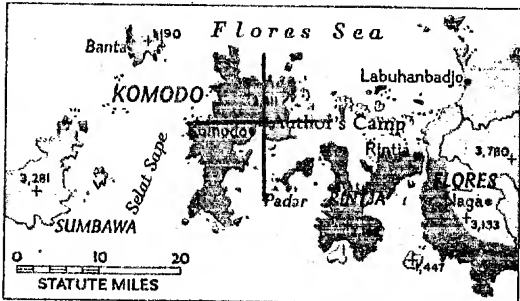 Flores Sea
190
Banta
Labuhanbadjo
KOMODO
Komodo
Author's Camp
Rintja
3,780
3,281
Selat Sape
Padar
RINTJA
FLORES
Naga
3,133
SUMBAWA
1,447
0 10 20
STATUTE MILES